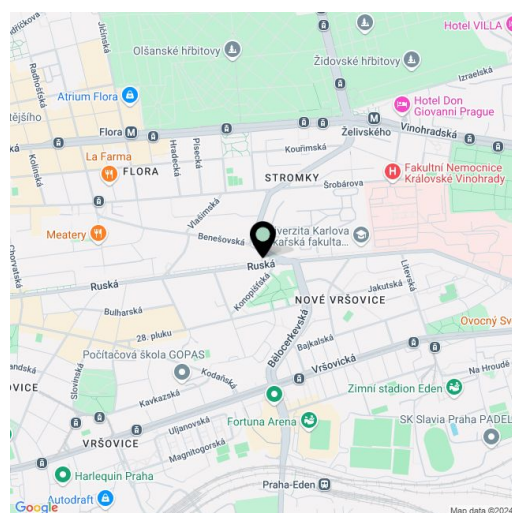 Hotel VILLA
Olšanské hřbitovy
Židovské hřbitovy
Jičínská
Radhošťská
Izraelská
Atrium Flora
Hotel Don
Giovanni Prague
Flora
Želivského
Vinohradská
Kouřimská
Kolínská
Hradecká
Písecká
La Farma
FLORA
STROMKY
Šrobárova
Fakultní Nemocnice
Královské Vinohrady
Vlašimská
Meatery
Benešovská
Chorvatská
Ruská
Ruská
Konopišťská
NOVÉ VRŠOVICE
Litevská
Jakutská
Bulharská
28. pluku
Bělocerkevská
Bajkalská
Ovocný Sv
Počítačová škola GOPAS
Vršovická
Kodaňská
Na Hroudě
Slovinská
Kavkazská
Zimní stadion Eden
Uljanovská
Fortuna Arena
SK Slavia Praha PADEL
VRŠOVICE
Magnitogorská
Harlequin Praha
Praha-Eden
Autodraft
Google
Map data ©2024